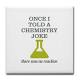 ONCE I
TOLD A
CHEMISTRY
JOKE
there was no reaction